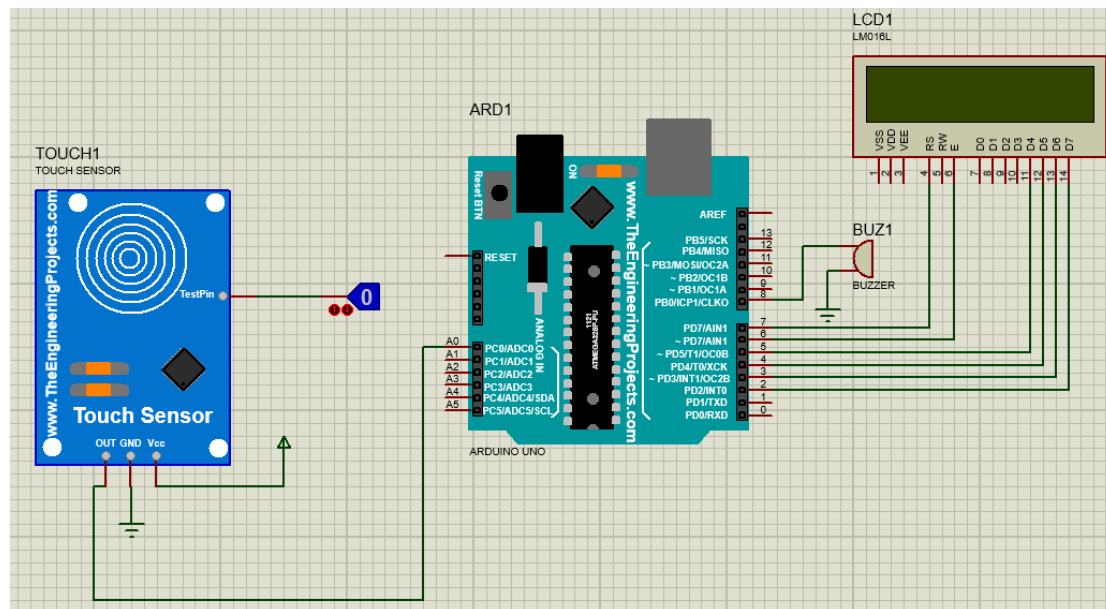 LCD1
LM016L
VSS
VDD
VEE
RS
RW
E
D0
D1
D2
D3
D4
D5
D6
D7
1
2
3
4
5
6
7
8
9
10
11
12
13
14
BUZ1
BUZZER
ARD1
ON
Reset BTN
www.TheEngineeringProjects.com
RESET
ANALOG IN
1121
ATMEGA328P-PU
AREF
PB5/SCK
PB4/MISO
~ PB3/MOSI/OC2A
~ PB2/OC1B
~ PB1/OC1A
PB0/ICP1/CLKO
13
12
11
10
9
8
PD7/AIN1
~ PD7/AIN1
~ PD5/T1/OC0B
PD4/T0/XCK
~ PD3/INT1/OC2B
PD2/INT0
PD1/TXD
PD0/RXD
7
6
5
4
3
2
1
0
A0
A1
A2
A3
A4
A5
PC0/ADC0
PC1/ADC1
PC2/ADC2
PC3/ADC3
PC4/ADC4/SDA
PC5/ADC5/SCL
ARDUINO UNO
TOUCH1
TOUCH SENSOR
www.TheEngineeringProjects.com
TestPin
0
Touch Sensor
OUT GND Vcc